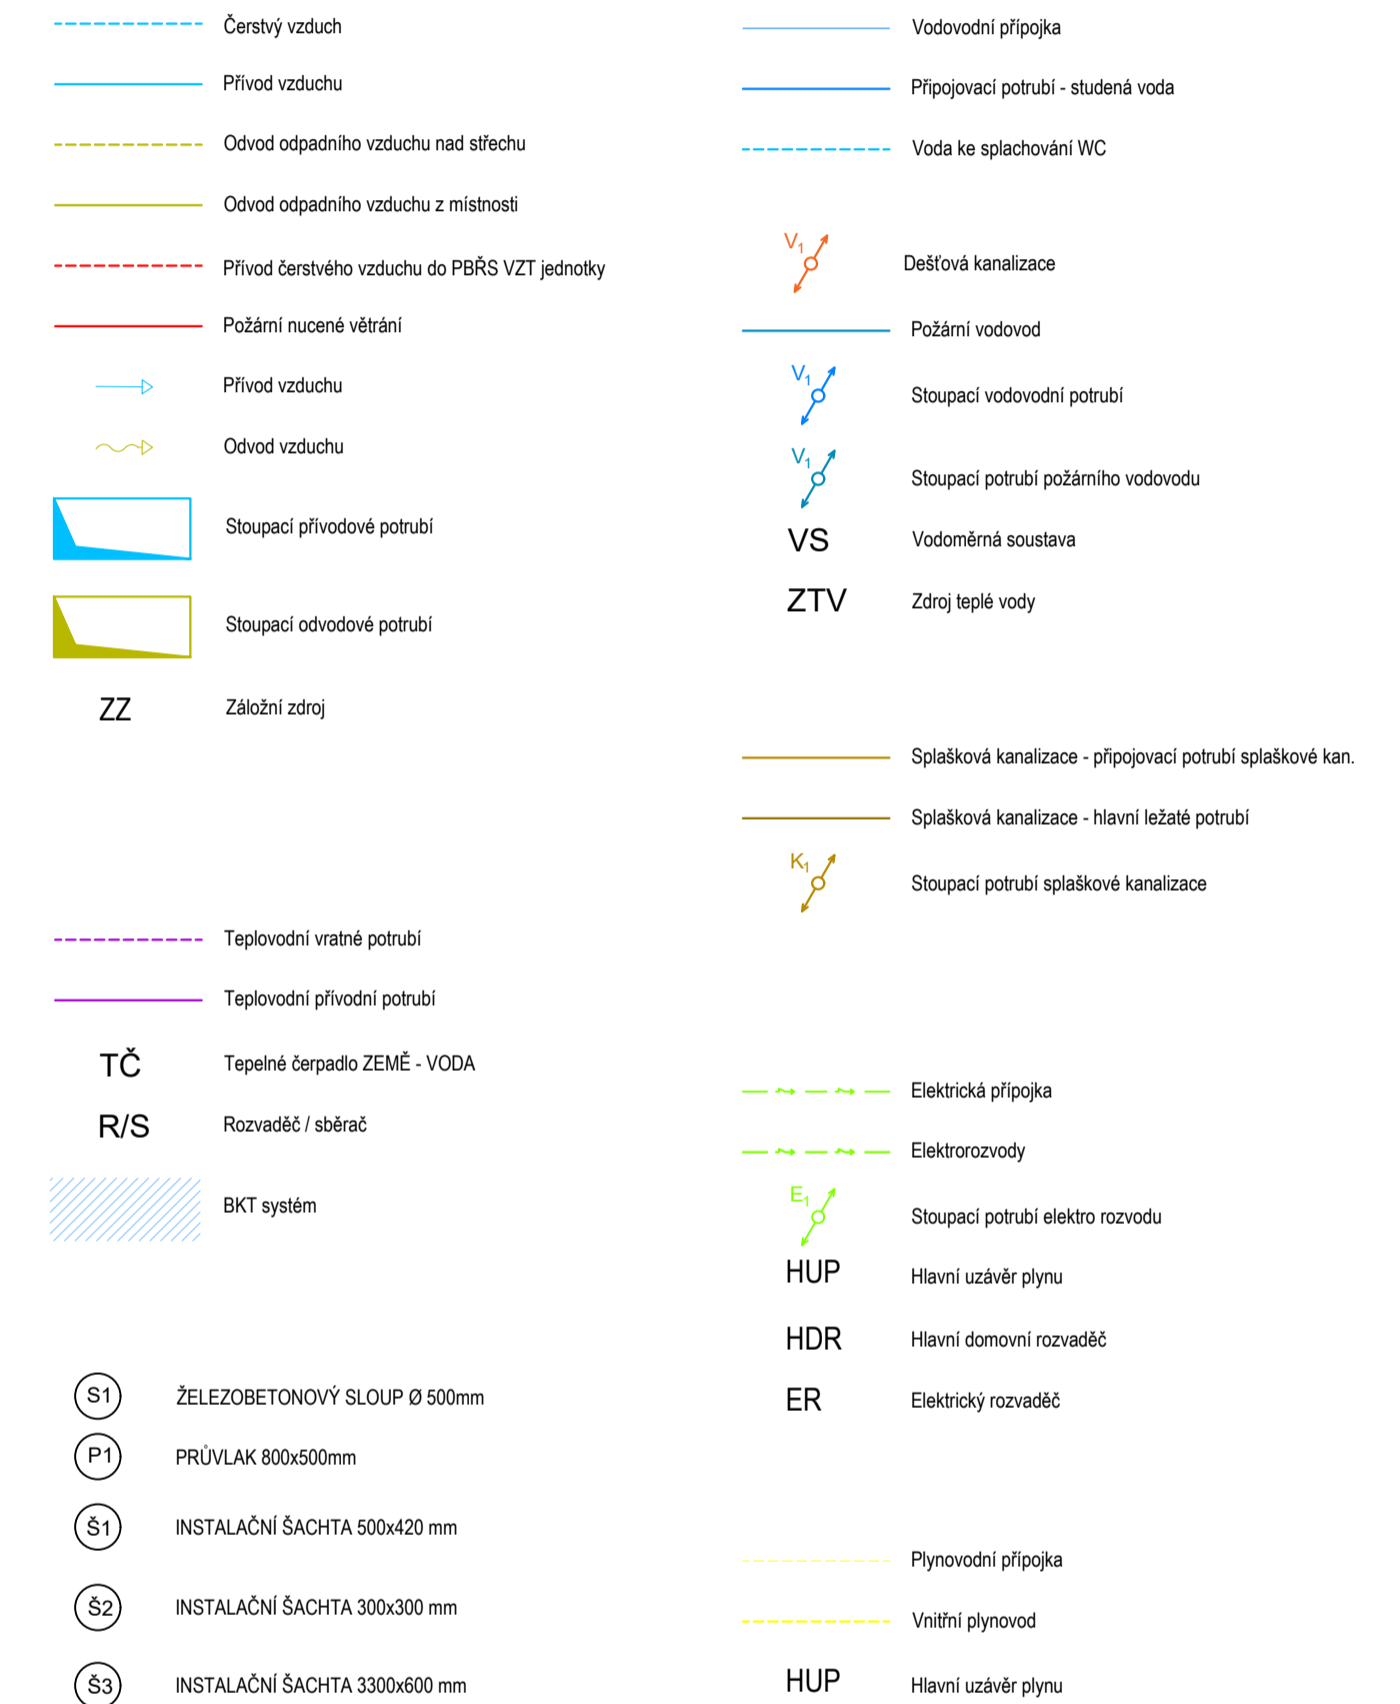 Čerstvý vzduch
Přívod vzduchu
Odvod odpadního vzduchu nad střechu
Odvod odpadního vzduchu z místnosti
Přívod čerstvého vzduchu do PBŘS VZT jednotky
Požární nucené větrání
Přívod vzduchu
Odvod vzduchu
Stoupací přívodové potrubí
Stoupací odvodové potrubí
ZZ Záložní zdroj
Teplovodní vratné potrubí
Teplovodní přívodní potrubí
TČ Tepelné čerpadlo ZEMĚ - VODA
R/S Rozvaděč / sběrač
BKT systém
S1 ŽELEZOBETONOVÝ SLOUP Ø 500mm
P1 PRŮVLAK 800x500mm
Š1 INSTALAČNÍ ŠACHTA 500x420 mm
Š2 INSTALAČNÍ ŠACHTA 300x300 mm
Š3 INSTALAČNÍ ŠACHTA 3300x600 mm
Vodovodní přípojka
Připojovací potrubí - studená voda
Voda ke splachování WC
V1 Dešťová kanalizace
Požární vodovod
V1 Stoupací vodovodní potrubí
V1 Stoupací potrubí požárního vodovodu
VS Vodoměrná soustava
ZTV Zdroj teplé vody
Splašková kanalizace - připojovací potrubí splaškové kan.
Splašková kanalizace - hlavní ležaté potrubí
K1 Stoupací potrubí splaškové kanalizace
Elektrická přípojka
Elektrorozvody
E1 Stoupací potrubí elektro rozvodu
HUP Hlavní uzávěr plynu
HDR Hlavní domovní rozvaděč
ER Elektrický rozvaděč
Plynovodní přípojka
Vnitřní plynovod
HUP Hlavní uzávěr plynu